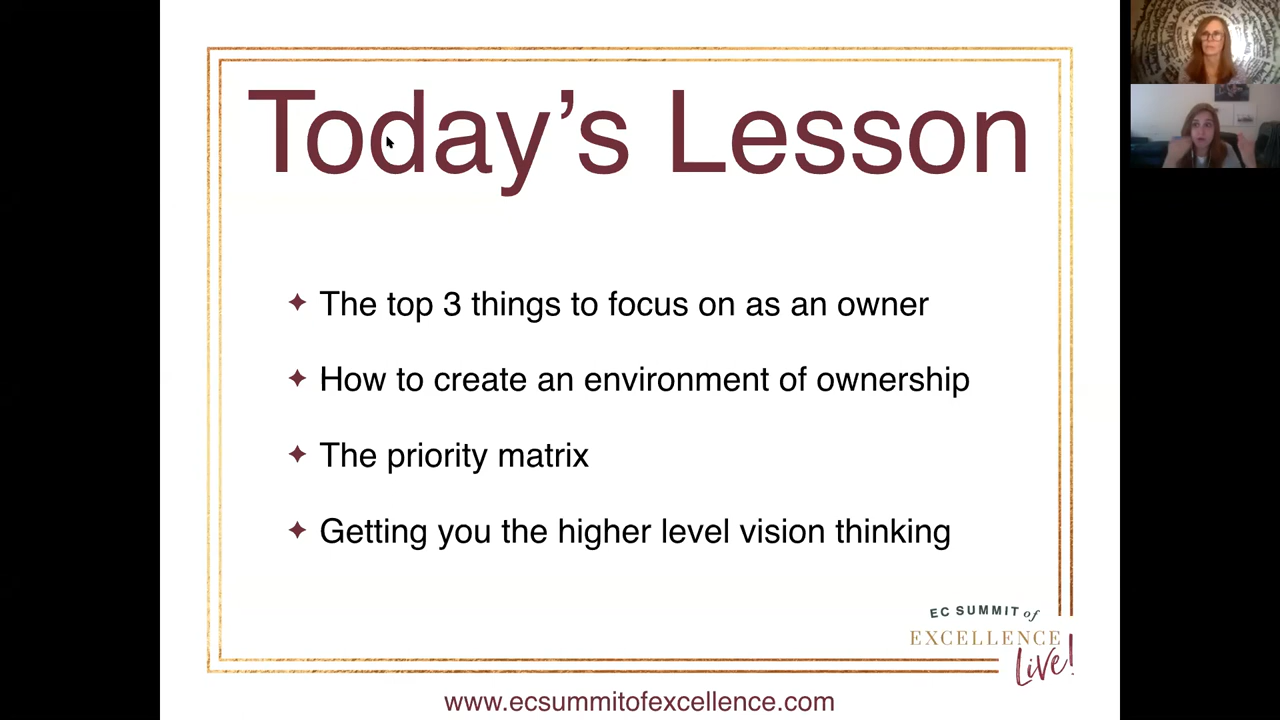 Today’s Lesson
The top 3 things to focus on as an owner
How to create an environment of ownership
The priority matrix
Getting you the higher level vision thinking
EC SUMMIT of
EXCELLENCE
Live!
www.ecsummitofexcellence.com